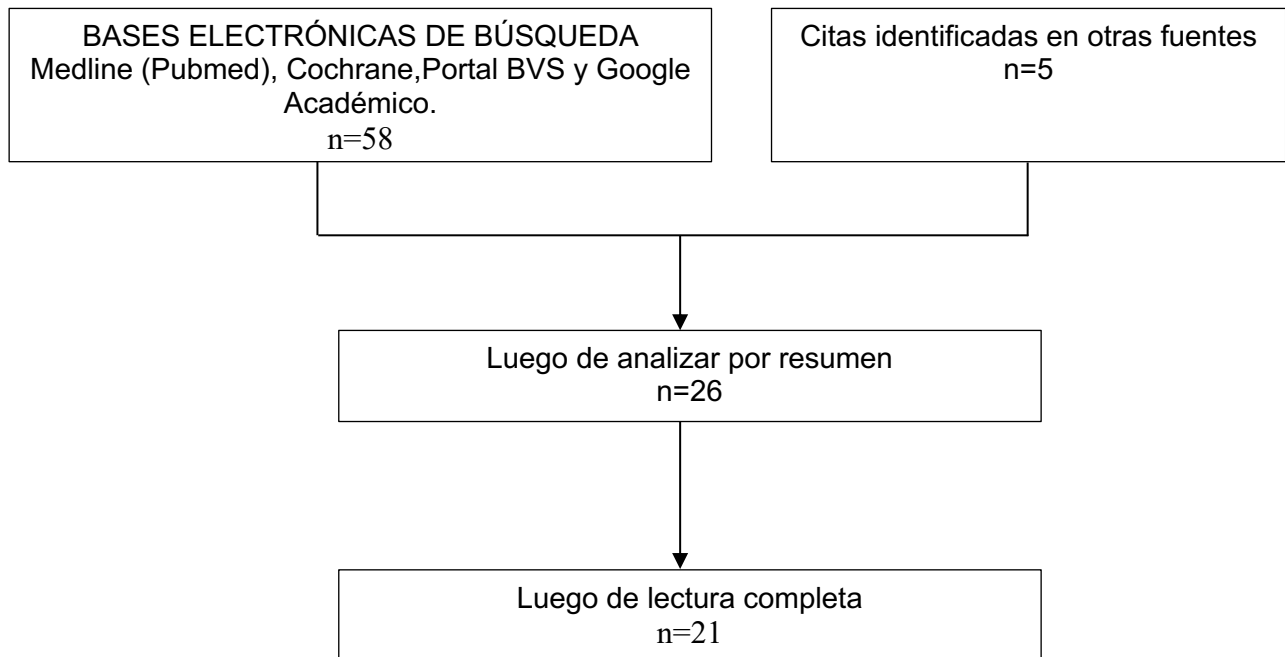 BASES ELECTRÓNICAS DE BÚSQUEDA
Medline (Pubmed), Cochrane,Portal BVS y Google
Académico.
n=58
Citas identificadas en otras fuentes
n=5
Luego de analizar por resumen
n=26
Luego de lectura completa
n=21